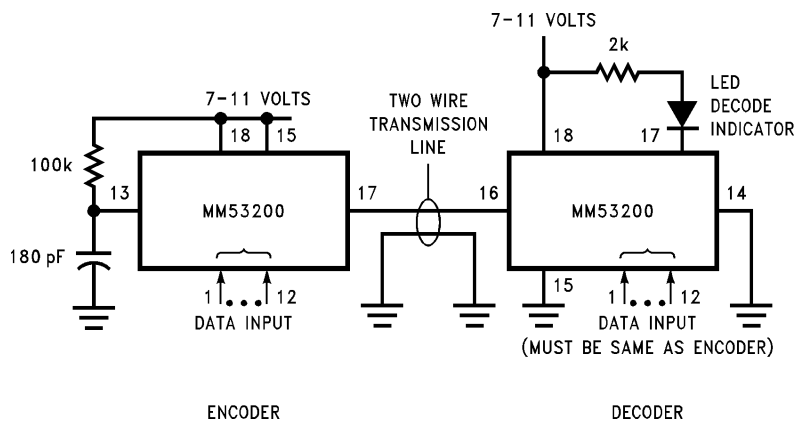 7-11 VOLTS
2k
LED
DECODE
INDICATOR
7-11 VOLTS
TWO WIRE
TRANSMISSION
LINE
18
15
18
17
100k
13
MM53200
17
16
MM53200
14
180 pF
15
1
12
1
12
DATA INPUT
DATA INPUT
(MUST BE SAME AS ENCODER)
ENCODER
DECODER